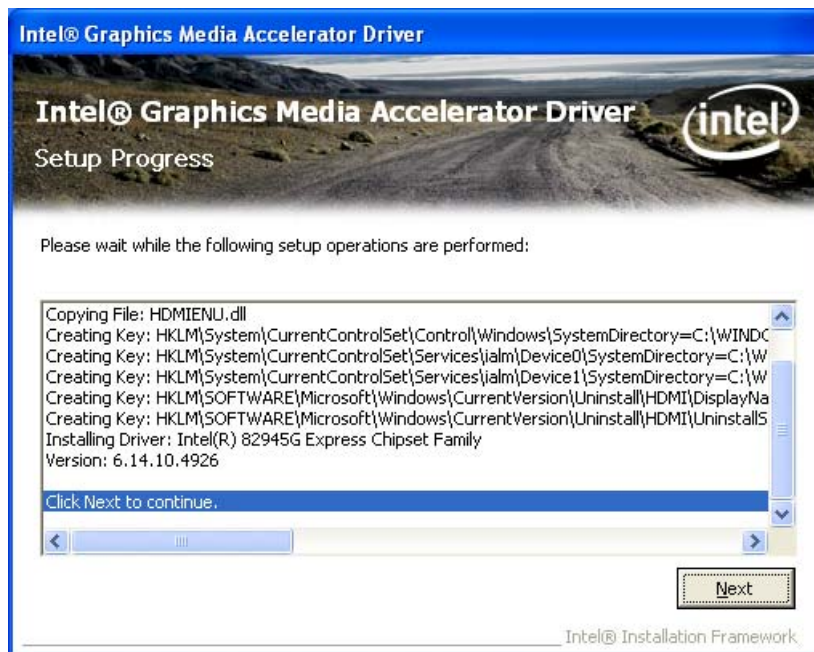 Intel® Graphics Media Accelerator Driver
Intel® Graphics Media Accelerator Driver
intel
Setup Progress
Please wait while the following setup operations are performed:
Copying File: HDMIENU.dll
Creating Key: HKLM\System\CurrentControlSet\Control\Windows\SystemDirectory=C:\WINDO
Creating Key: HKLM\System\CurrentControlSet\Services\ialm\Device0\SystemDirectory=C:\W
Creating Key: HKLM\System\CurrentControlSet\Services\ialm\Device1\SystemDirectory=C:\W
Creating Key: HKLM\SOFTWARE\Microsoft\Windows\CurrentVersion\Uninstall\HDMI\DisplayNa
Creating Key: HKLM\SOFTWARE\Microsoft\Windows\CurrentVersion\Uninstall\HDMI\UninstallS
Installing Driver: Intel(R) 82945G Express Chipset Family
Version: 6.14.10.4926
Click Next to continue.
Next
Intel® Installation Framework